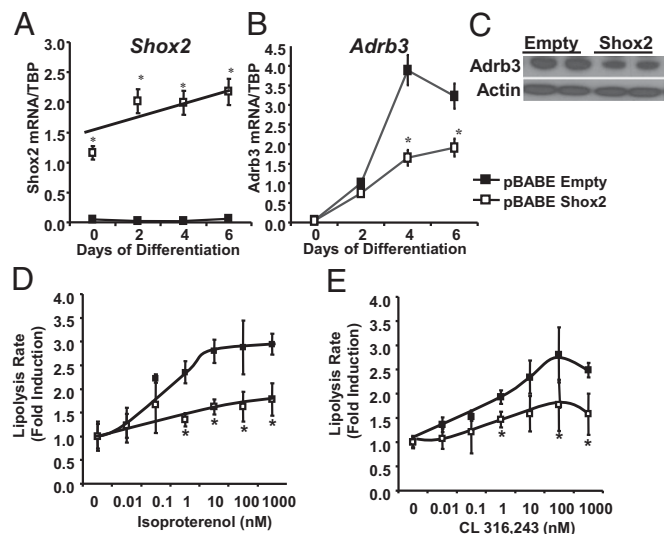 A
Shox2
Shox2 mRNA/TBP
2.5
2.0
1.5
1.0
0.5
0.0
*
*
*
*
0 2 4 6
Days of Differentiation
B
Adrb3
Adrb3 mRNA/TBP
4.5
4.0
3.5
3.0
2.5
2.0
1.5
1.0
0.5
0.0
*
*
0 2 4 6
Days of Differentiation
C
Empty Shox2
Adrb3
Actin
pBABE Empty
pBABE Shox2
D
Lipolysis Rate
(Fold Induction)
4.0
3.5
3.0
2.5
2.0
1.5
1.0
0.5
0.0
* * * *
0 0.01 0.1 1 10 100 1000
Isoproterenol (nM)
E
Lipolysis Rate
(Fold Induction)
4.0
3.5
3.0
2.5
2.0
1.5
1.0
0.5
0.0
* * *
0 0.01 0.1 1 10 100 1000
CL 316,243 (nM)